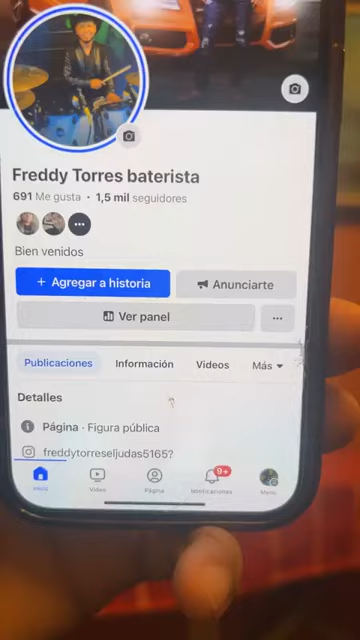 Freddy Torres baterista
691 Me gusta · 1,5 mil seguidores
Bien venidos
+ Agregar a historia
Anunciarte
Ver panel
Publicaciones
Información
Videos
Más
Detalles
Página · Figura pública
freddytorreseljudas5165?
9+
Inicio
Video
Página
Notificaciones
Menú